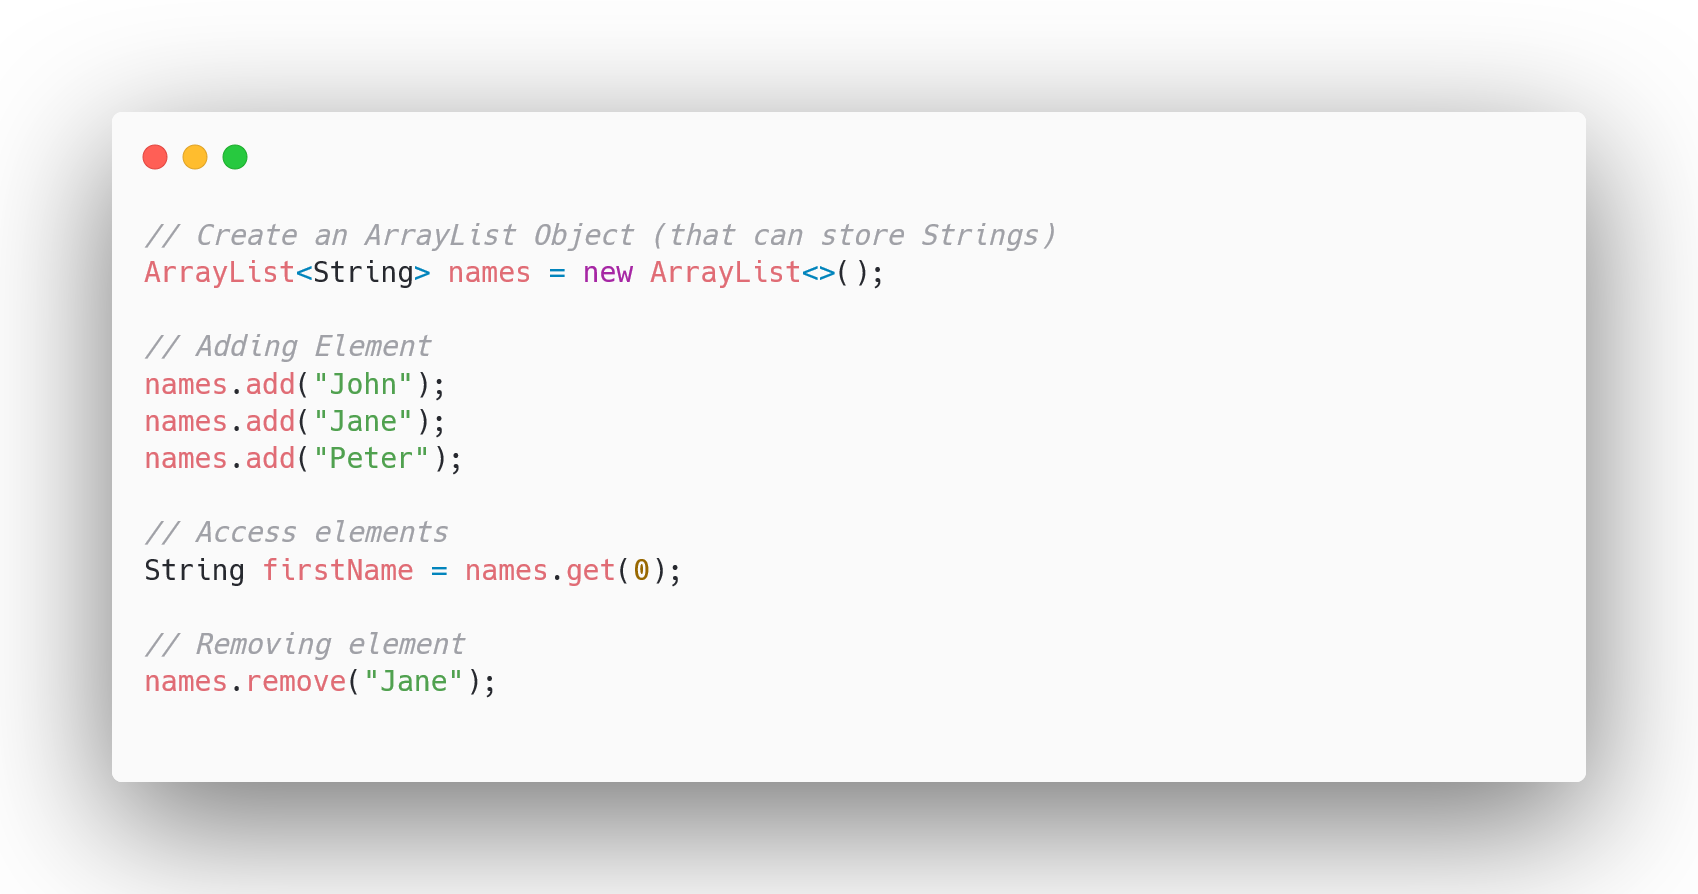 // Create an ArrayList Object (that can store Strings)
ArrayList<String> names = new ArrayList<>();
// Adding Element
names.add("John");
names.add("Jane");
names.add("Peter");
// Access elements
String firstName = names.get(0);
// Removing element
names.remove("Jane");